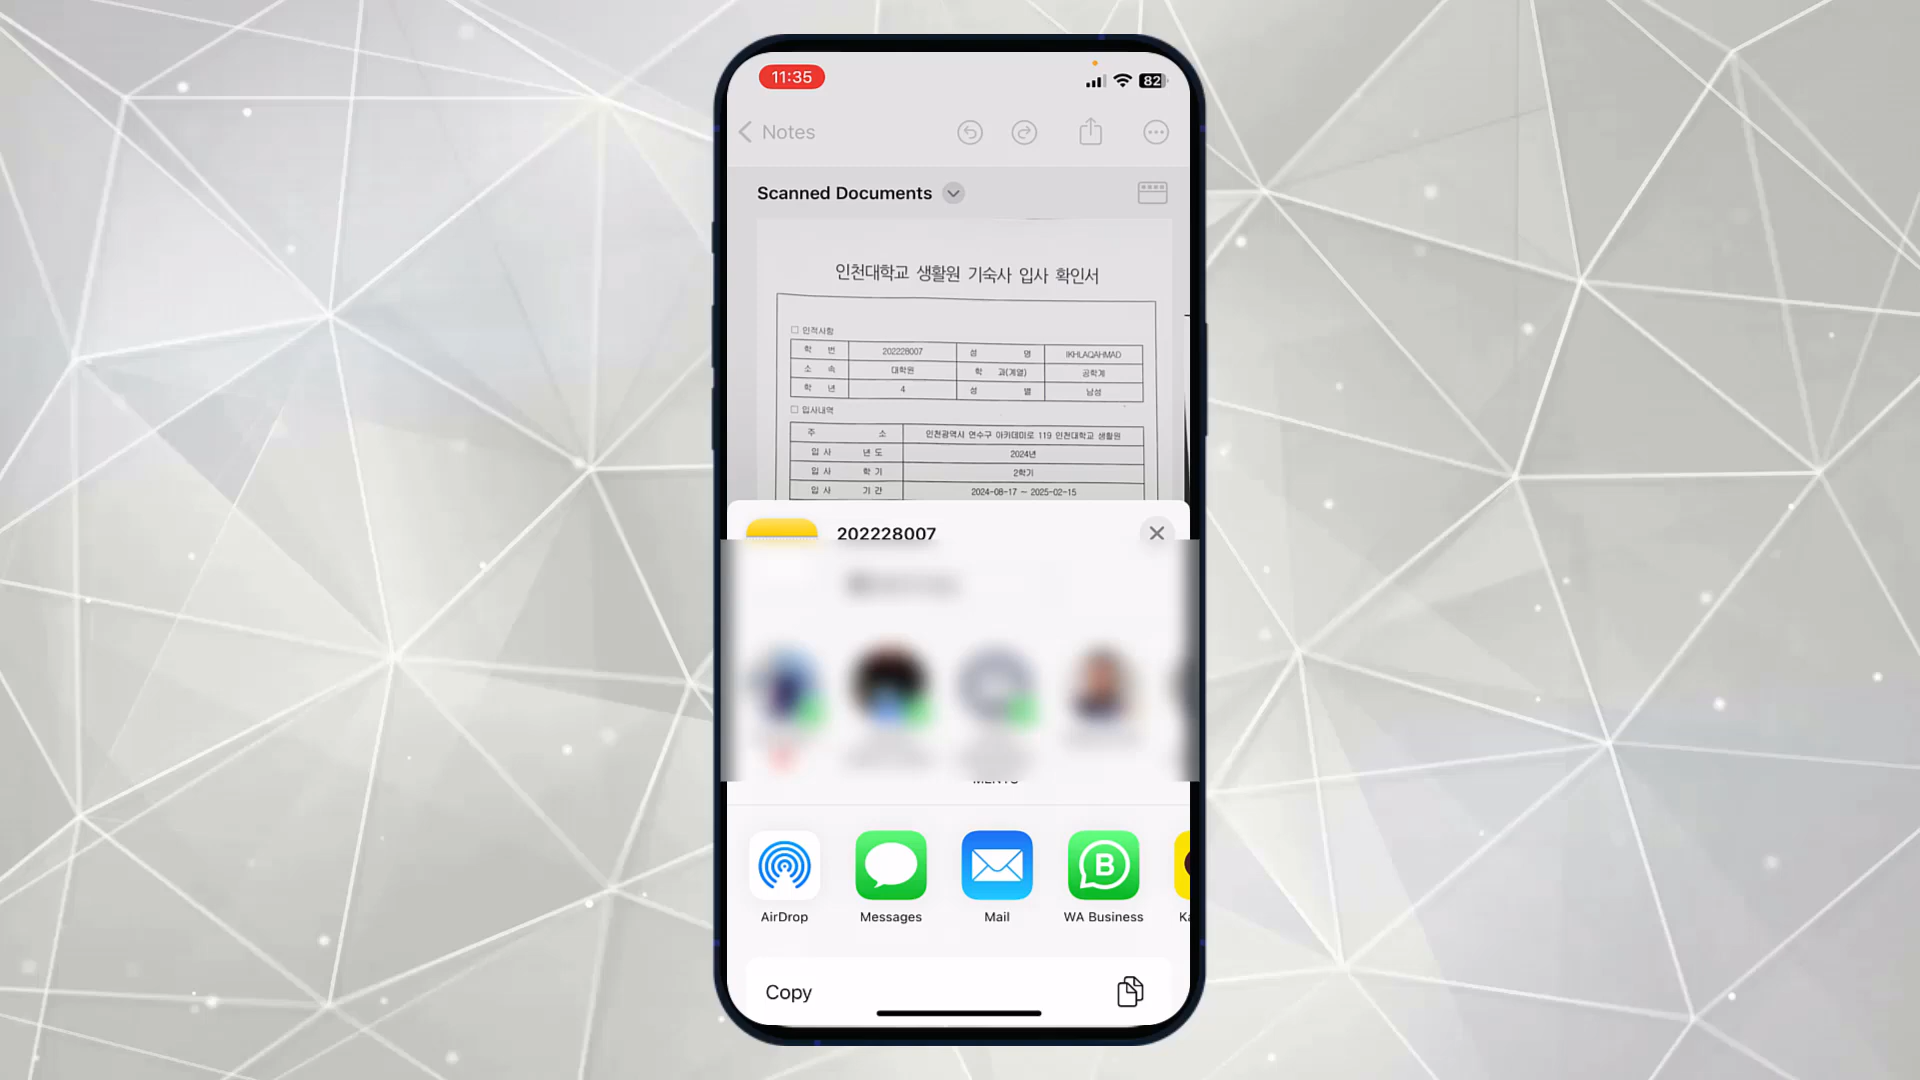 11:35
82
Notes
Scanned Documents
인천대학교 생활원 기숙사 입사 확인서
□ 인적사항
학 번 202228007 성 명 IKHLAQAHMAD
소 속 대학원 학 과(계열) 공학계
학 년 4 성 별 남성
□ 입사내역
주 소 인천광역시 연수구 아카데미로 119 인천대학교 생활원
입 사 년 도 2024년
입 사 학 기 2학기
입 사 기 간 2024-08-17 ~ 2025-02-15
202228007
AirDrop
Messages
Mail
WA Business
Copy